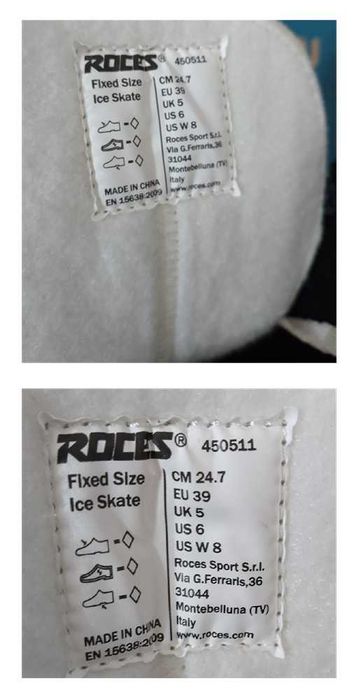 ROCES® 450511
Fixed Size
Ice Skate
CM 24.7
EU 39
UK 5
US 6
US W 8
Roces Sport S.r.l.
Via G.Ferraris,36
31044
Montebelluna (TV)
Italy
www.roces.com
MADE IN CHINA
EN 15638:2009
ROCES® 450511
Fixed Size
Ice Skate
CM 24.7
EU 39
UK 5
US 6
US W 8
Roces Sport S.r.l.
Via G.Ferraris,36
31044
Montebelluna (TV)
Italy
www.roces.com
MADE IN CHINA
EN 15638:2009